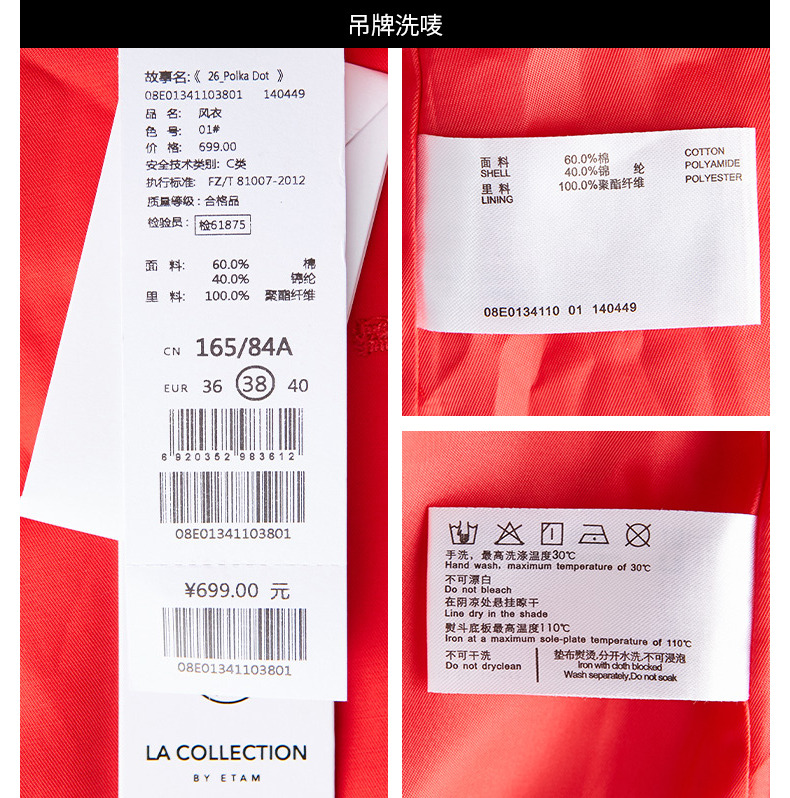 吊牌洗唛
故事名:《 26_Polka Dot 》
08E01341103801 140449
品 名: 风衣
色 号: 01#
价 格: 699.00
安全技术类别: C类
执行标准: FZ/T 81007-2012
质量等级: 合格品
检验员: 检61875
面 料: 60.0% 棉
40.0% 锦纶
里 料: 100.0% 聚酯纤维
CN 165/84A
EUR 36 38 40
6 920352 983612
08E01341103801
¥699.00 元
08E01341103801
LA COLLECTION
BY ETAM
面 料 60.0%棉 COTTON
SHELL 40.0%锦 纶 POLYAMIDE
里 料 100.0%聚酯纤维 POLYESTER
LINING
08E0134110 01 140449
手洗，最高洗涤温度30℃
Hand wash, maximum temperature of 30℃
不可漂白
Do not bleach
在阴凉处悬挂晾干
Line dry in the shade
熨斗底板最高温度110℃
Iron at a maximum sole-plate temperature of 110℃
不可干洗
Do not dryclean
垫布熨烫,分开水洗,不可浸泡
Iron with cloth blocked
Wash separately,Do not soak